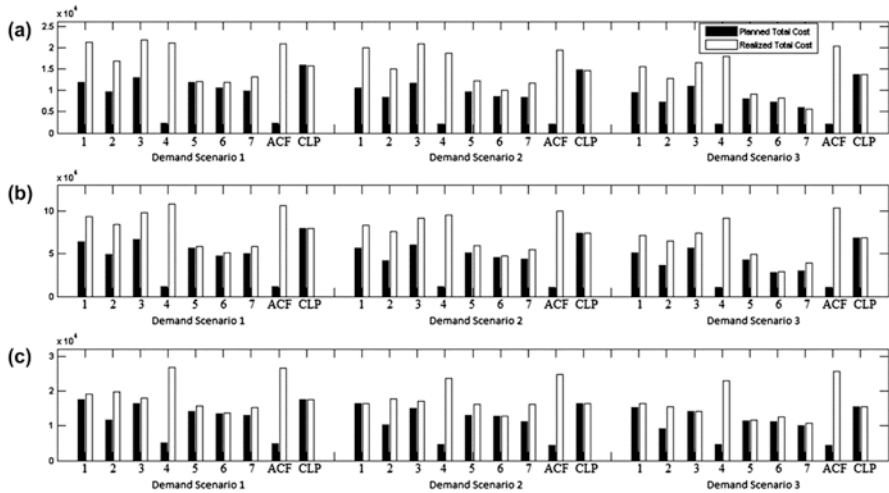 (a)
x 10⁴
2.5
2
1.5
1
0.5
0
Planned Total Cost
Realized Total Cost
1 2 3 4 5 6 7 ACF CLP 1 2 3 4 5 6 7 ACF CLP 1 2 3 4 5 6 7 ACF CLP
Demand Scenario 1 Demand Scenario 2 Demand Scenario 3
(b)
x 10⁴
10
5
0
1 2 3 4 5 6 7 ACF CLP 1 2 3 4 5 6 7 ACF CLP 1 2 3 4 5 6 7 ACF CLP
Demand Scenario 1 Demand Scenario 2 Demand Scenario 3
(c)
x 10⁴
3
2
1
0
1 2 3 4 5 6 7 ACF CLP 1 2 3 4 5 6 7 ACF CLP 1 2 3 4 5 6 7 ACF CLP
Demand Scenario 1 Demand Scenario 2 Demand Scenario 3